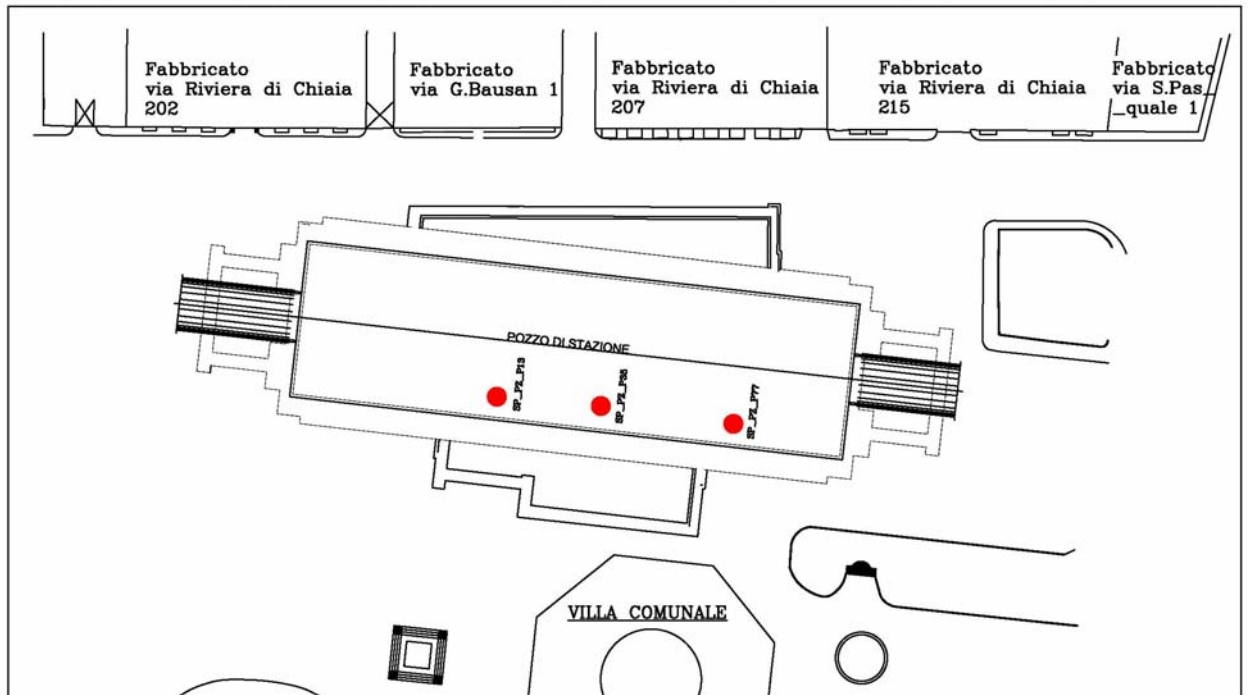 Fabbricato
via Riviera di Chiaia
202
Fabbricato
via G.Bausan 1
Fabbricato
via Riviera di Chiaia
207
Fabbricato
via Riviera di Chiaia
215
Fabbricato
via S.Pas_
_quale 1
POZZO DI STAZIONE
SP_PZ_P13
SP_PZ_P35
SP_PZ_P77
VILLA COMUNALE